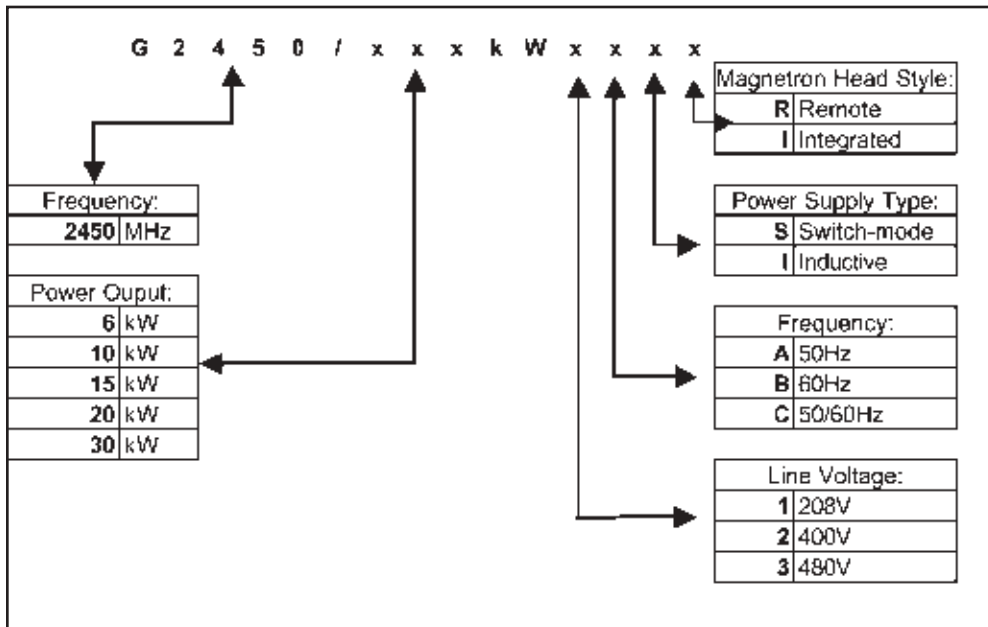 G 2 4 5 0 / x x x k W x x x x
Magnetron Head Style:
R Remote
I Integrated
Frequency:
2450 MHz
Power Supply Type:
S Switch-mode
I Inductive
Power Ouput:
6 kW
10 kW
15 kW
20 kW
30 kW
Frequency:
A 50Hz
B 60Hz
C 50/60Hz
Line Voltage:
1 208V
2 400V
3 480V